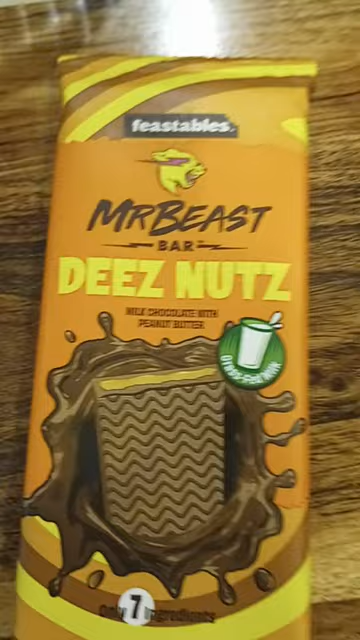 feastables.
MRBEAST
BAR
DEEZ NUTZ
MILK CHOCOLATE WITH
PEANUT BUTTER
Only 7 Ingredients